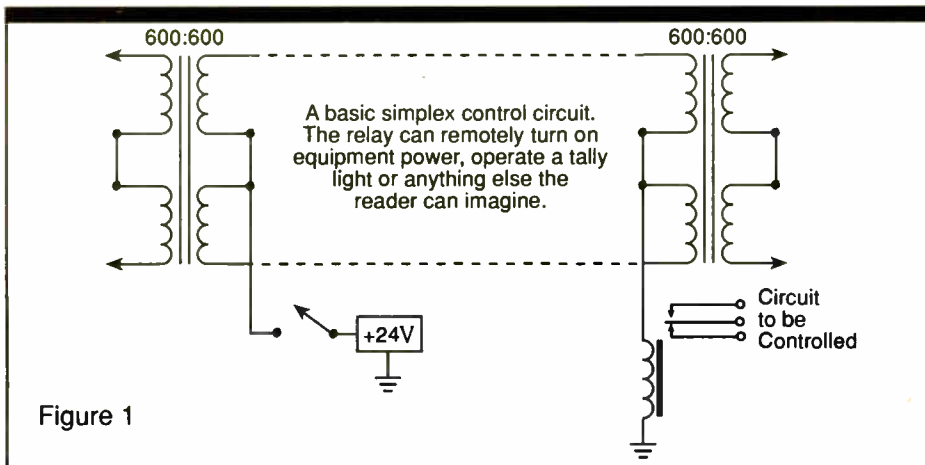 600:600
600:600
A basic simplex control circuit.
The relay can remotely turn on
equipment power, operate a tally
light or anything else the
reader can imagine.
+24V
Circuit
to be
Controlled
Figure 1